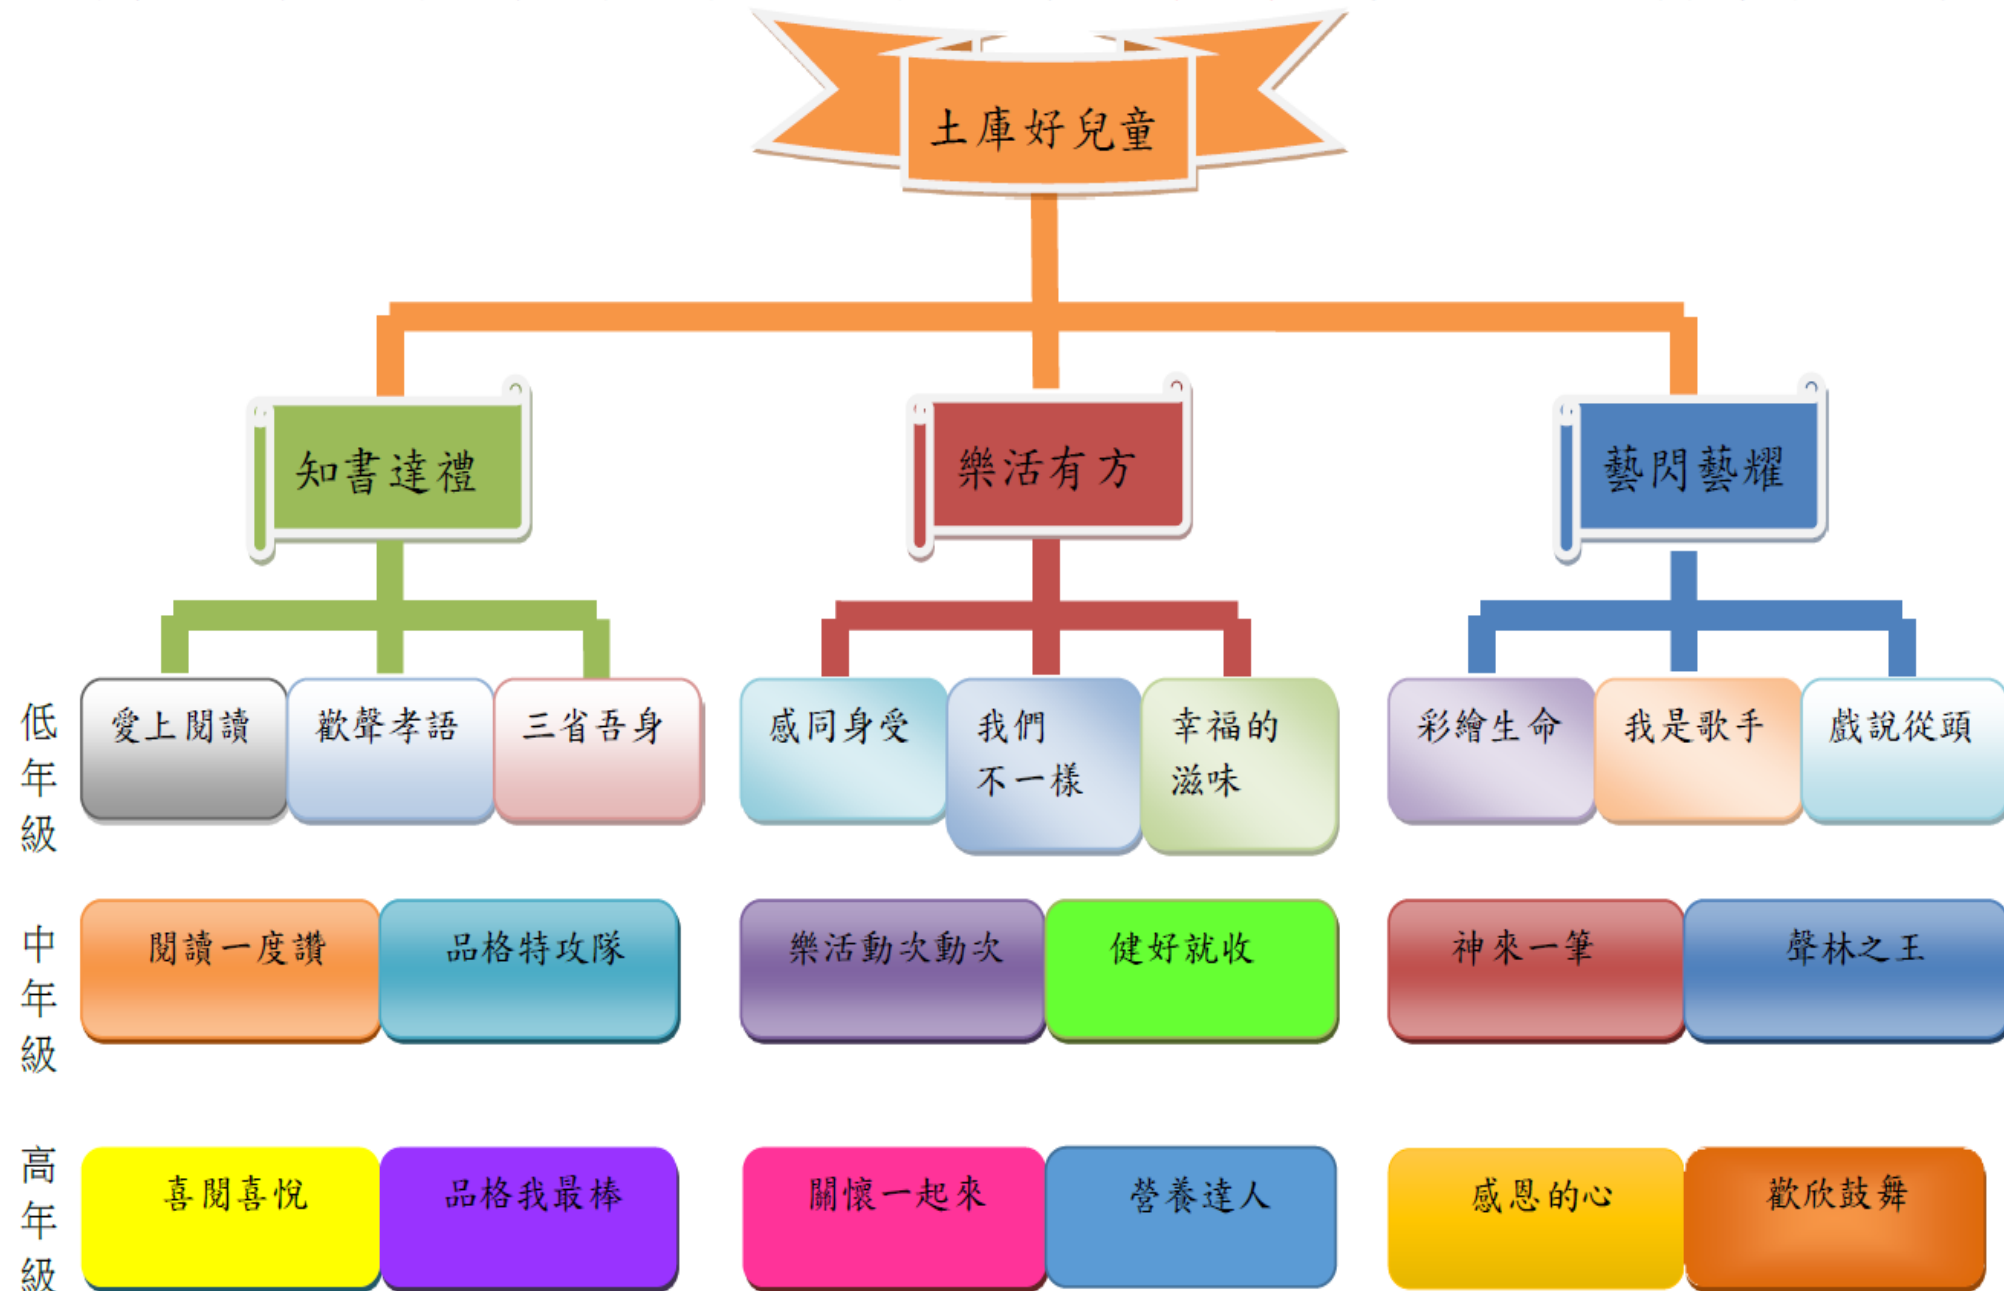 土庫好兒童
知書達禮
樂活有方
藝閃藝耀
低年級
愛上閱讀
歡聲孝語
三省吾身
感同身受
我們
不一樣
幸福的
滋味
彩繪生命
我是歌手
戲說從頭
中年級
閱讀一度讚
品格特攻隊
樂活動次動次
健好就收
神來一筆
聲林之王
高年級
喜閱喜悅
品格我最棒
關懷一起來
營養達人
感恩的心
歡欣鼓舞